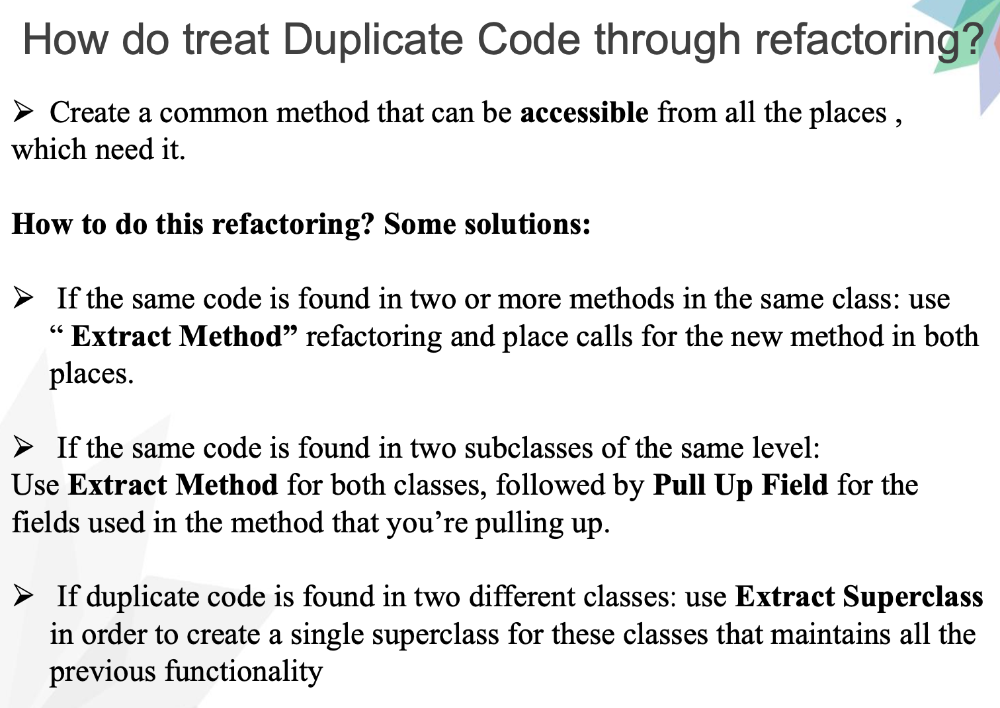 How do treat Duplicate Code through refactoring?
➢ Create a common method that can be accessible from all the places ,
which need it.
How to do this refactoring? Some solutions:
➢ If the same code is found in two or more methods in the same class: use
“ Extract Method” refactoring and place calls for the new method in both
places.
➢ If the same code is found in two subclasses of the same level:
Use Extract Method for both classes, followed by Pull Up Field for the
fields used in the method that you’re pulling up.
➢ If duplicate code is found in two different classes: use Extract Superclass
in order to create a single superclass for these classes that maintains all the
previous functionality